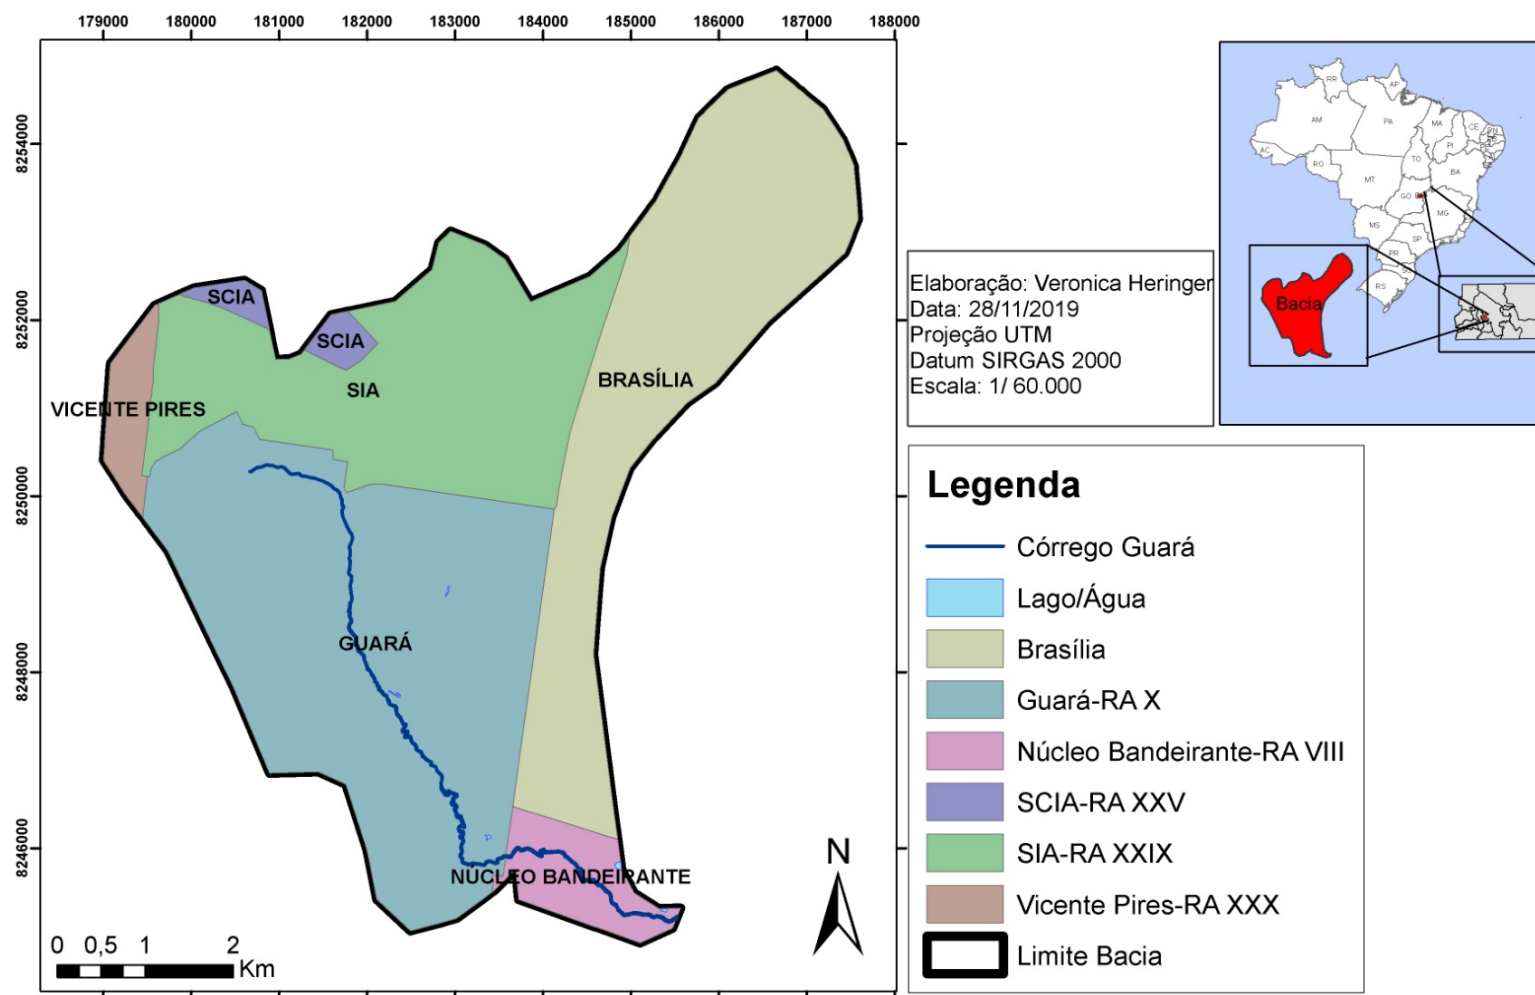 179000 180000 181000 182000 183000 184000 185000 186000 187000 188000
8254000
8252000
8250000
8248000
8246000
SCIA
SCIA
SIA
BRASÍLIA
VICENTE PIRES
GUARÁ
NÚCLEO BANDEIRANTE
0 0,5 1 2
Km
N
Elaboração: Veronica Heringer
Data: 28/11/2019
Projeção UTM
Datum SIRGAS 2000
Escala: 1/ 60.000
RR
AP
AM
PA
MA
CE
RN
AC
RO
TO
PI
BA
MT
GO
MG
MS
SP
PR
RS
Bacia
Legenda
Córrego Guará
Lago/Água
Brasília
Guará-RA X
Núcleo Bandeirante-RA VIII
SCIA-RA XXV
SIA-RA XXIX
Vicente Pires-RA XXX
Limite Bacia